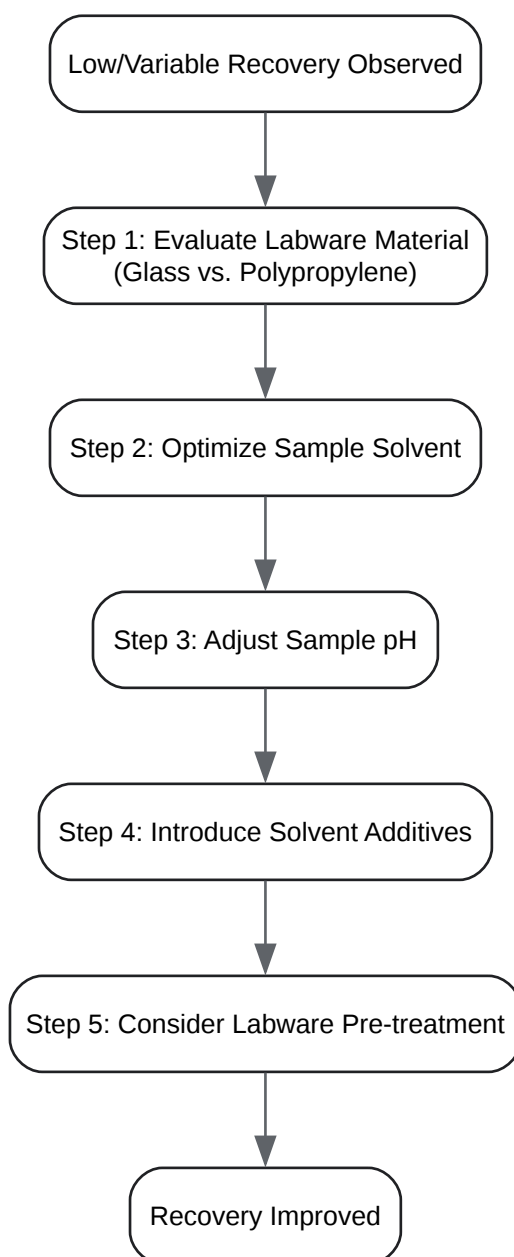 Low/Variable Recovery Observed
Step 1: Evaluate Labware Material
(Glass vs. Polypropylene)
Step 2: Optimize Sample Solvent
Step 3: Adjust Sample pH
Step 4: Introduce Solvent Additives
Step 5: Consider Labware Pre-treatment
Recovery Improved